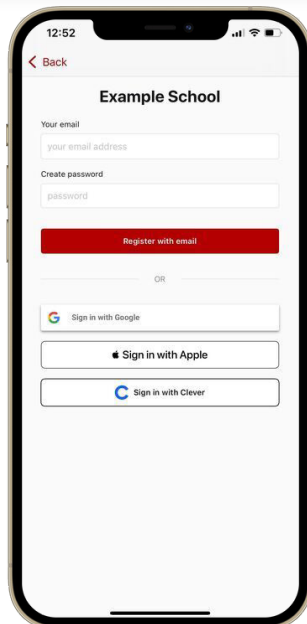 12:52
Back
Example School
Your email
your email address
Create password
password
Register with email
OR
Sign in with Google
Sign in with Apple
Sign in with Clever